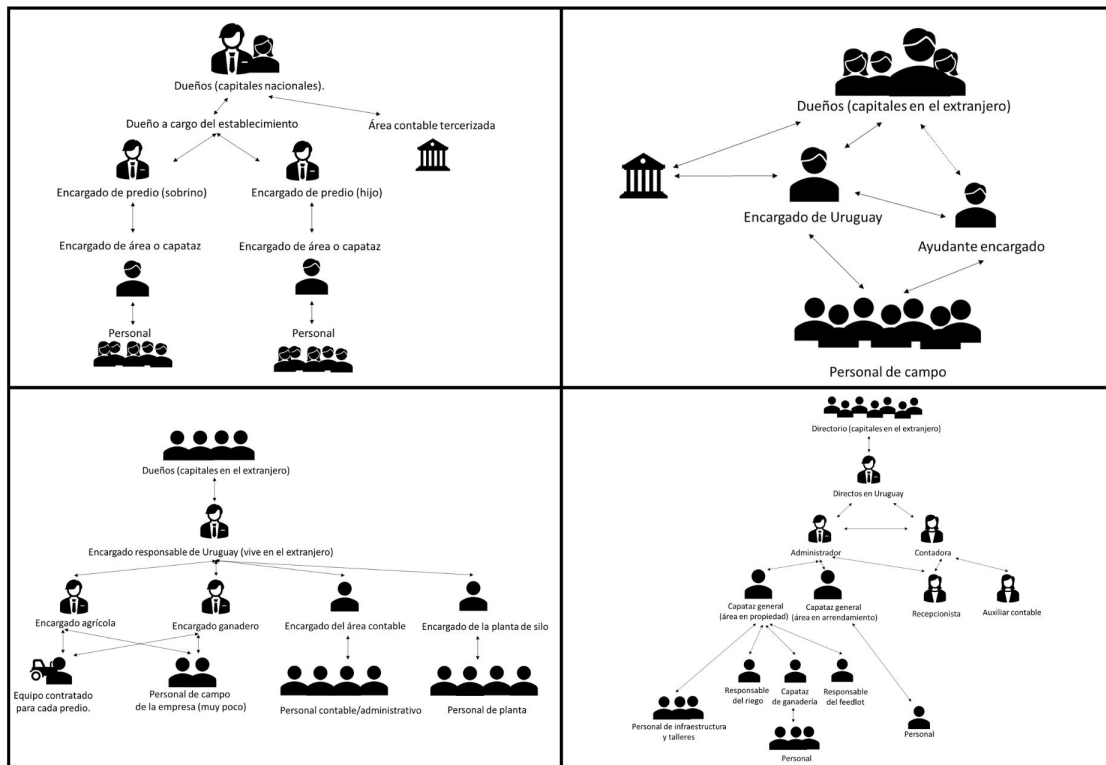 Dueños (capitales nacionales).
Dueño a cargo del establecimiento
Área contable tercerizada
Encargado de predio (sobrino)
Encargado de predio (hijo)
Encargado de área o capataz
Encargado de área o capataz
Personal
Personal
Dueños (capitales en el extranjero)
Encargado de Uruguay
Ayudante encargado
Personal de campo
Dueños (capitales en el extranjero)
Encargado responsable de Uruguay (vive en el extranjero)
Encargado agrícola
Encargado ganadero
Encargado del área contable
Encargado de la planta de silo
Equipo contratado
para cada predio.
Personal de campo
de la empresa (muy poco)
Personal contable/administrativo
Personal de planta
Directorio (capitales en el extranjero)
Directos en Uruguay
Administrador
Contadora
Capataz general
(área en propiedad)
Capataz general
(área en arrendamiento)
Recepcionista
Auxiliar contable
Responsable
del riego
Capataz
de ganadería
Responsable
del feedlot
Personal de infraestructura
y talleres
Personal
Personal